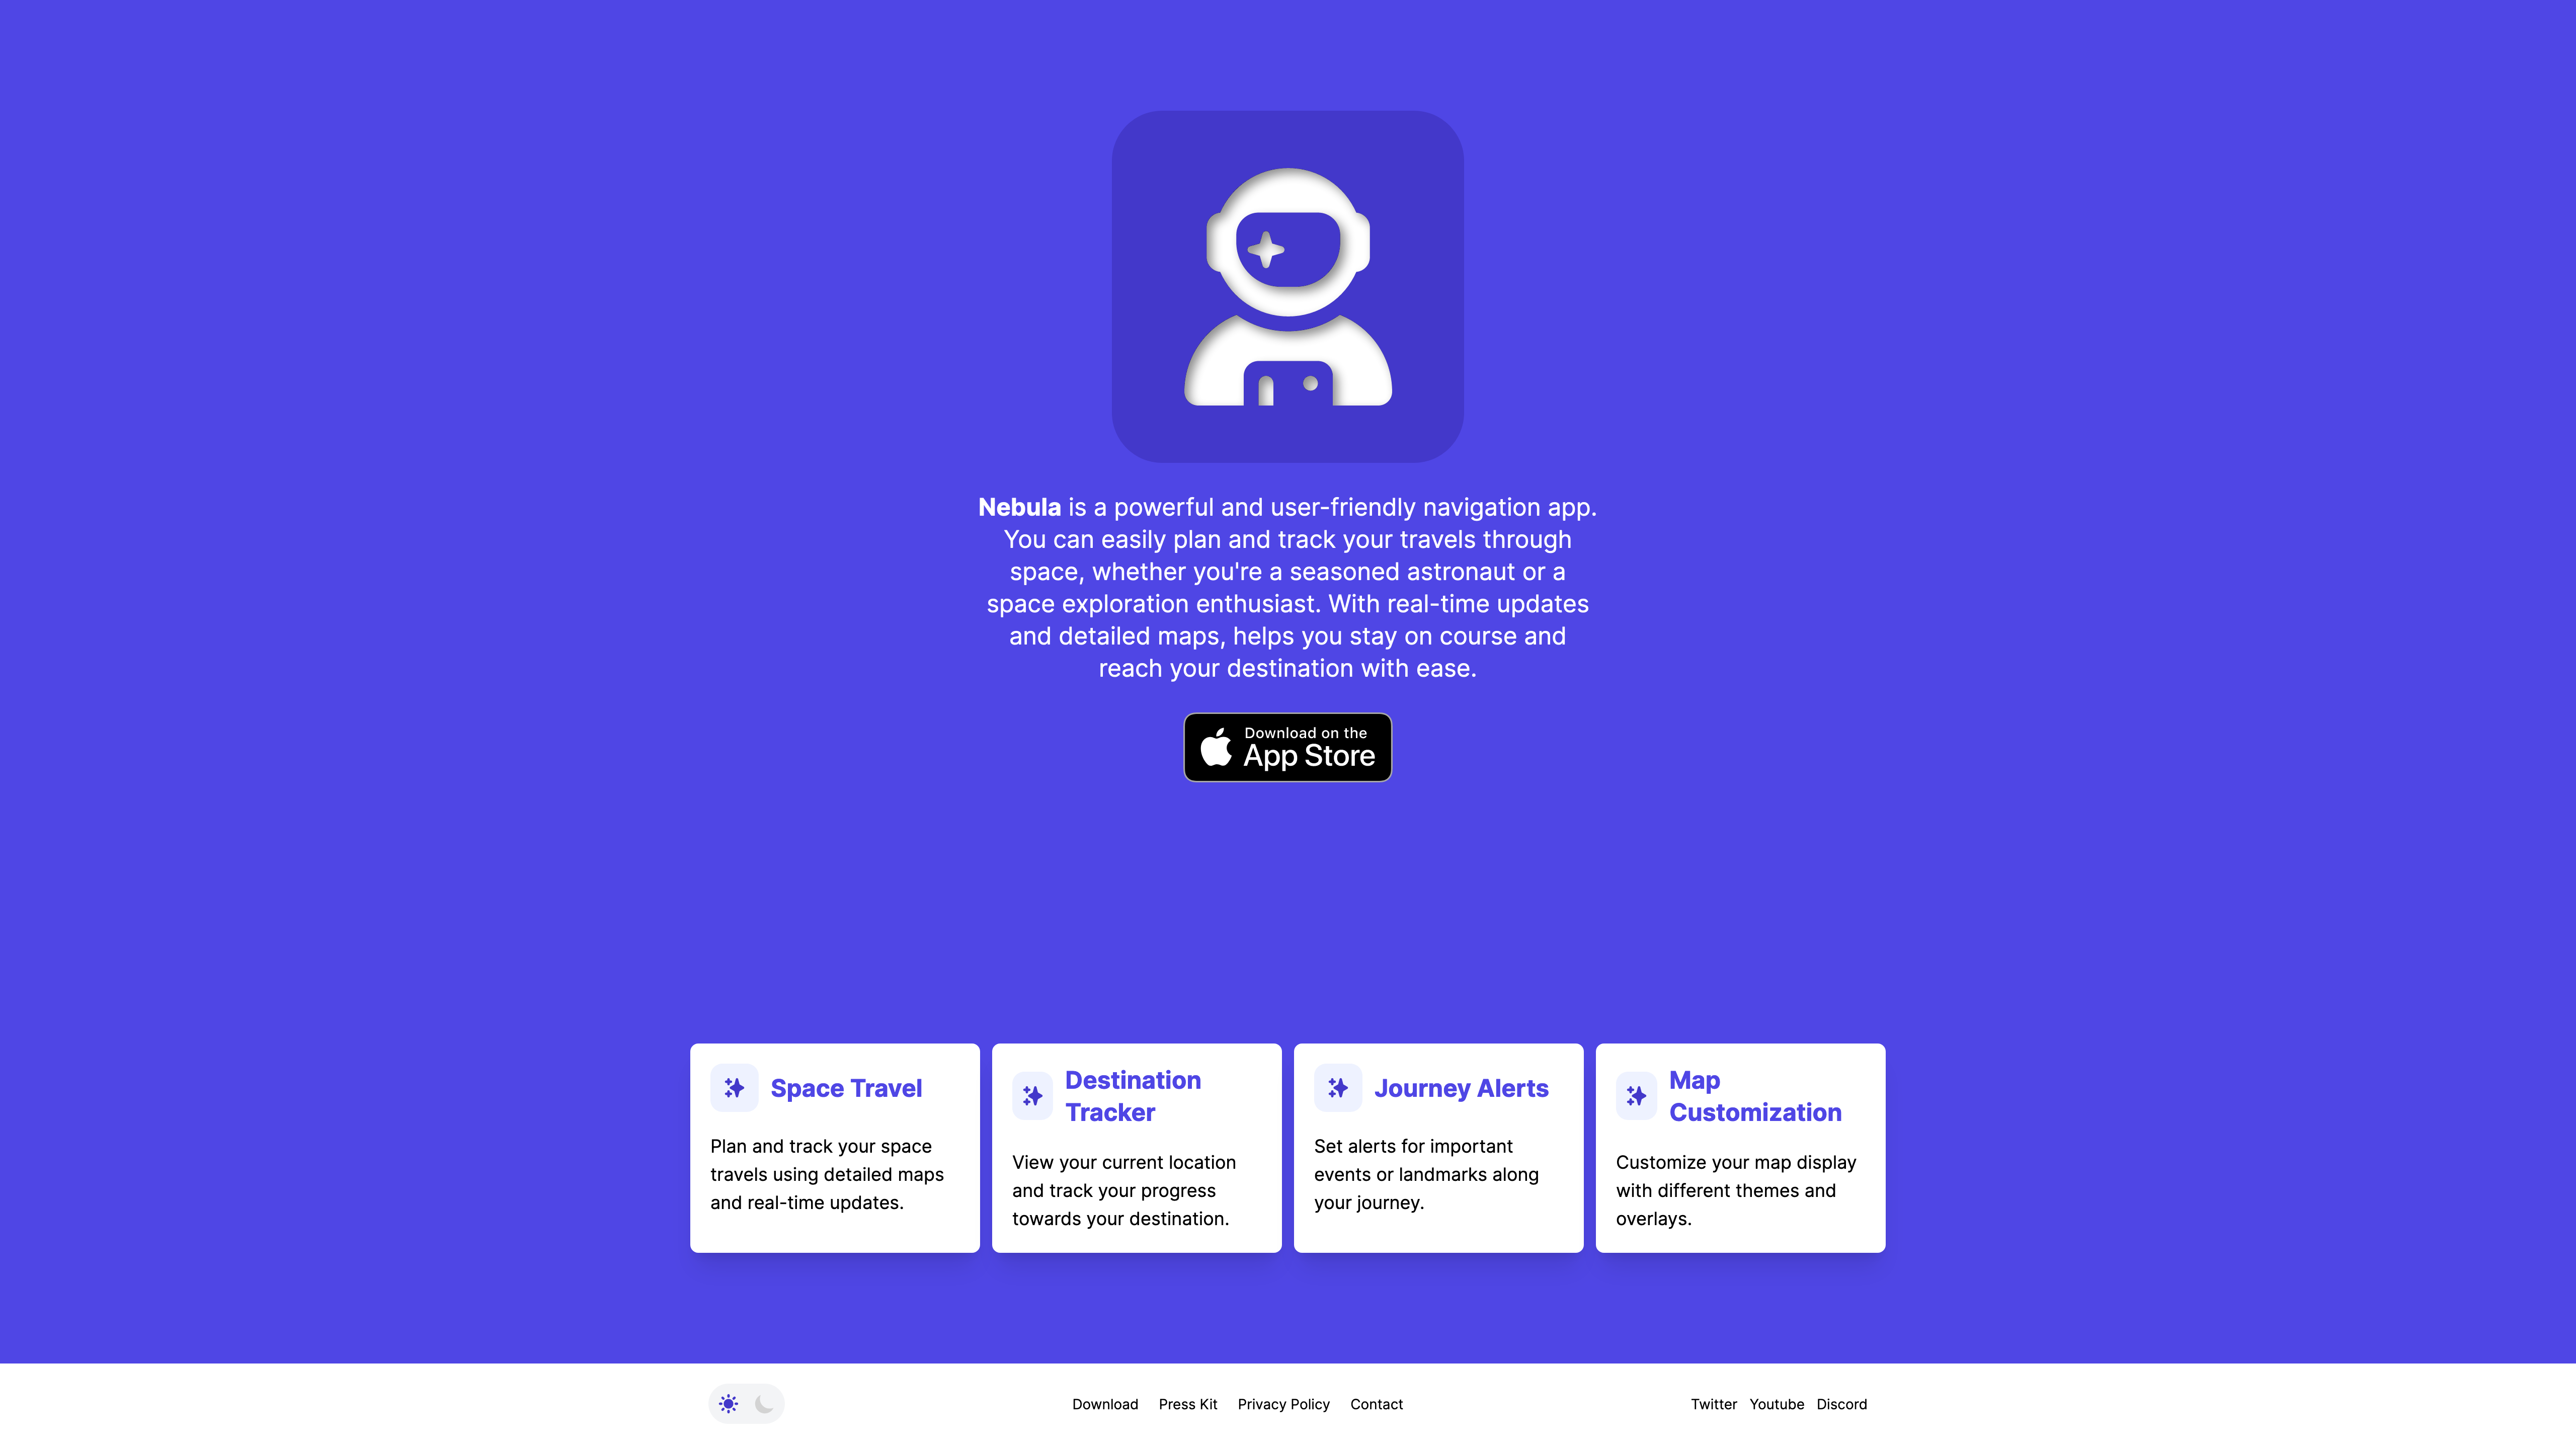 Nebula is a powerful and user-friendly navigation app.
You can easily plan and track your travels through
space, whether you're a seasoned astronaut or a
space exploration enthusiast. With real-time updates
and detailed maps, helps you stay on course and
reach your destination with ease.
Download on the
App Store
Space Travel
Plan and track your space
travels using detailed maps
and real-time updates.
Destination
Tracker
View your current location
and track your progress
towards your destination.
Journey Alerts
Set alerts for important
events or landmarks along
your journey.
Map
Customization
Customize your map display
with different themes and
overlays.
Download Press Kit Privacy Policy Contact
Twitter Youtube Discord